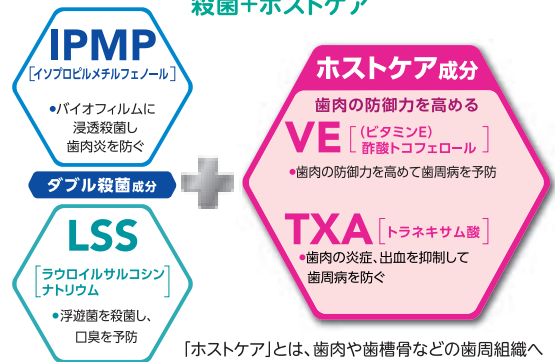 殺菌+ホストケア
IPMP
[イソプロピルメチルフェノール]
●バイオフィルムに
浸透殺菌し
歯肉炎を防ぐ
ダブル殺菌成分
LSS
[ラウロイルサルコシン
ナトリウム]
●浮遊菌を殺菌し、
口臭を予防
ホストケア成分
歯肉の防御力を高める
VE[(ビタミンE)
酢酸トコフェロール]
●歯肉の防御力を高めて歯周病を予防
TXA[トラネキサム酸]
●歯肉の炎症、出血を抑制して
歯周病を防ぐ
「ホストケア」とは、歯肉や歯槽骨などの歯周組織へ